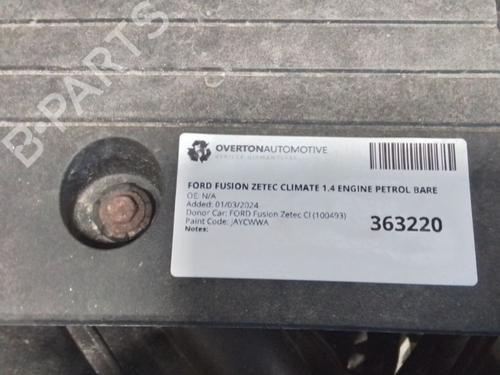 B-PARTS
OVERTONAUTOMOTIVE
VEHICLE DISMANTLERS
FORD FUSION ZETEC CLIMATE 1.4 ENGINE PETROL BARE
OE: N/A
Added: 01/03/2024
Donor Car: FORD Fusion Zetec Cl (100493)
Paint Code: JAYCWWA
Notes:
363220